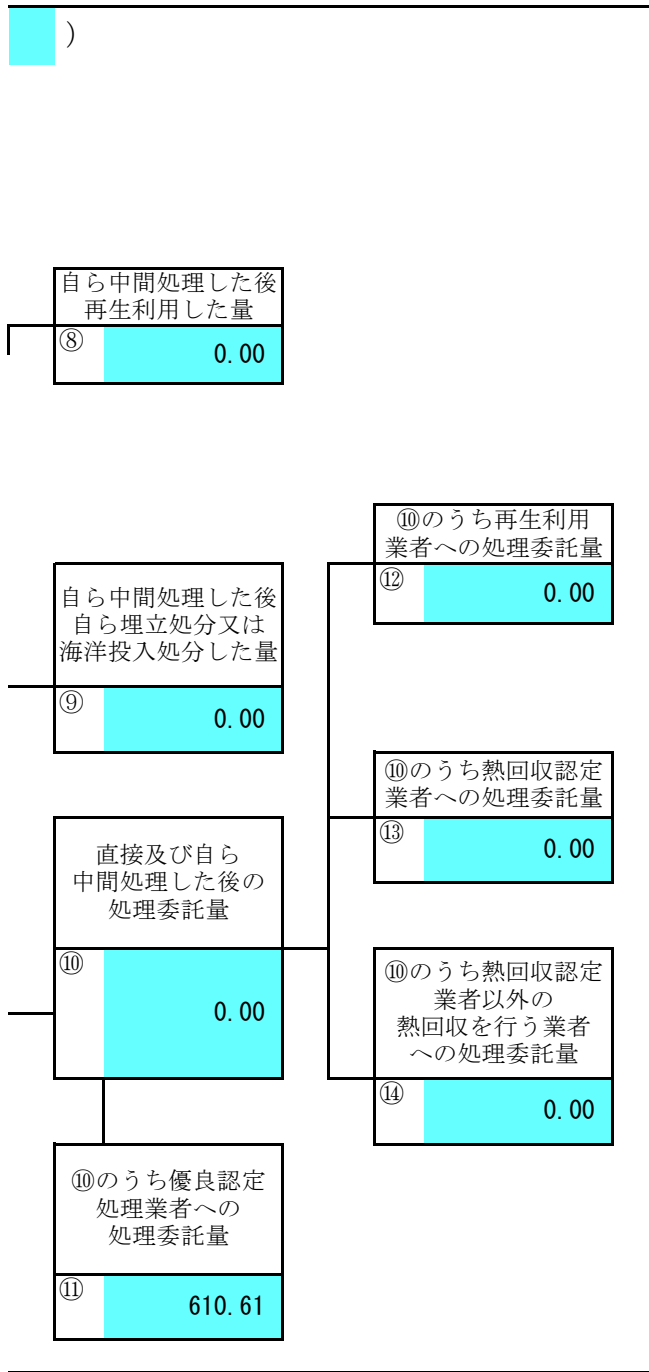 )
自ら中間処理した後
再生利用した量
⑧
0.00
⑩のうち再生利用
業者への処理委託量
⑫
0.00
自ら中間処理した後
自ら埋立処分又は
海洋投入処分した量
⑨
0.00
⑩のうち熱回収認定
業者への処理委託量
⑬
0.00
直接及び自ら
中間処理した後の
処理委託量
⑩
0.00
⑩のうち熱回収認定
業者以外の
熱回収を行う業者
への処理委託量
⑭
0.00
⑩のうち優良認定
処理業者への
処理委託量
⑪
610.61